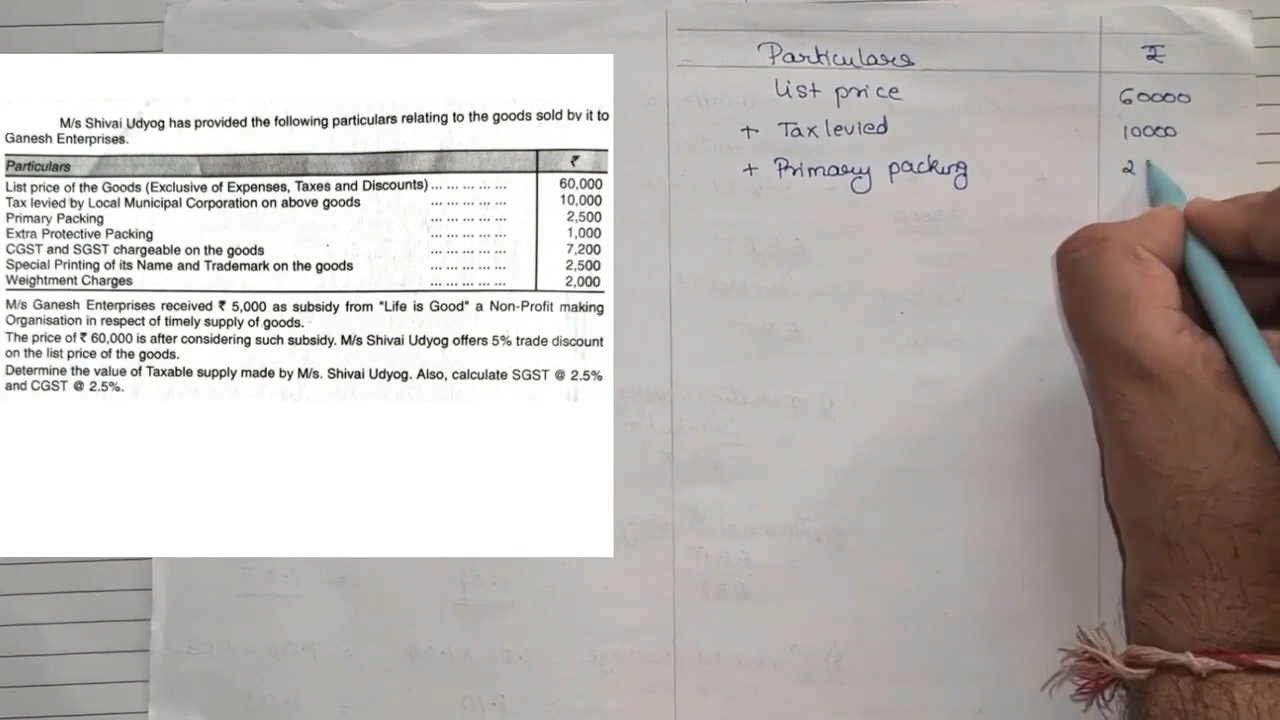 M/s Shivai Udyog has provided the following particulars relating to the goods sold by it to
Ganesh Enterprises.
Particulars ₹
List price of the Goods (Exclusive of Expenses, Taxes and Discounts) ... ... ... ... ... 60,000
Tax levied by Local Municipal Corporation on above goods ... ... ... ... ... 10,000
Primary Packing ... ... ... ... ... 2,500
Extra Protective Packing ... ... ... ... ... 1,000
CGST and SGST chargeable on the goods ... ... ... ... ... 7,200
Special Printing of its Name and Trademark on the goods ... ... ... ... ... 2,500
Weightment Charges ... ... ... ... ... 2,000
M/s Ganesh Enterprises received ₹ 5,000 as subsidy from "Life is Good" a Non-Profit making
Organisation in respect of timely supply of goods.
The price of ₹ 60,000 is after considering such subsidy. M/s Shivai Udyog offers 5% trade discount
on the list price of the goods.
Determine the value of Taxable supply made by M/s. Shivai Udyog. Also, calculate SGST @ 2.5%
and CGST @ 2.5%.
Particulars ₹
List price 60000
+ Tax levied 10000
+ Primary packing 2